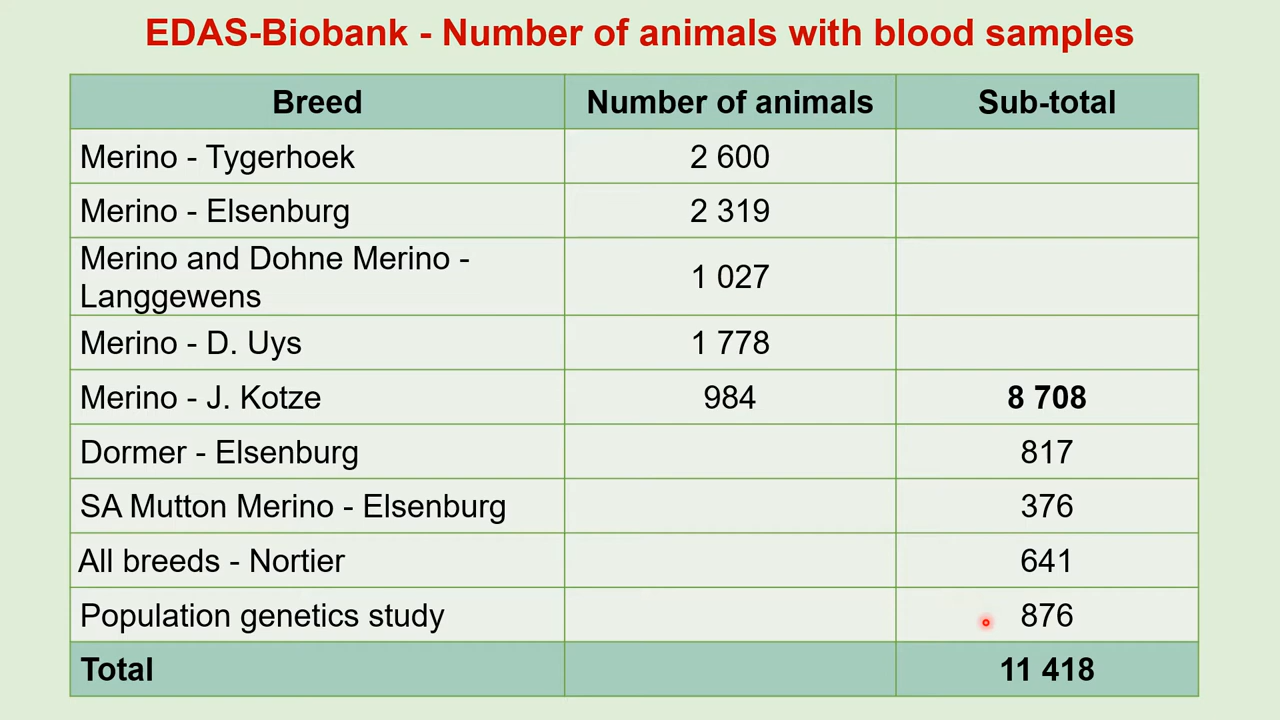 EDAS-Biobank - Number of animals with blood samples
Breed Number of animals Sub-total
Merino - Tygerhoek 2 600
Merino - Elsenburg 2 319
Merino and Dohne Merino -
Langgewens 1 027
Merino - D. Uys 1 778
Merino - J. Kotze 984 8 708
Dormer - Elsenburg 817
SA Mutton Merino - Elsenburg 376
All breeds - Nortier 641
Population genetics study 876
Total 11 418